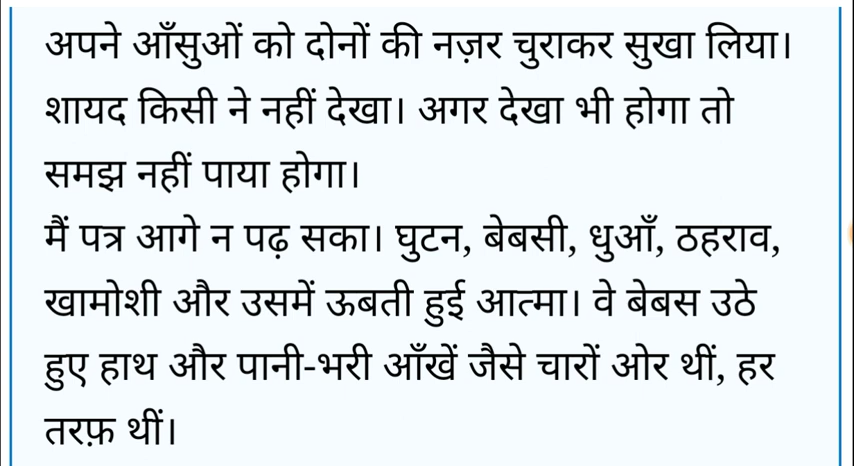 अपने आँसुओं को दोनों की नज़र चुराकर सुखा लिया।
शायद किसी ने नहीं देखा। अगर देखा भी होगा तो
समझ नहीं पाया होगा।
मैं पत्र आगे न पढ़ सका। घुटन, बेबसी, धुआँ, ठहराव,
खामोशी और उसमें ऊबती हुई आत्मा। वे बेबस उठे
हुए हाथ और पानी-भरी आँखें जैसे चारों ओर थीं, हर
तरफ़ थीं।